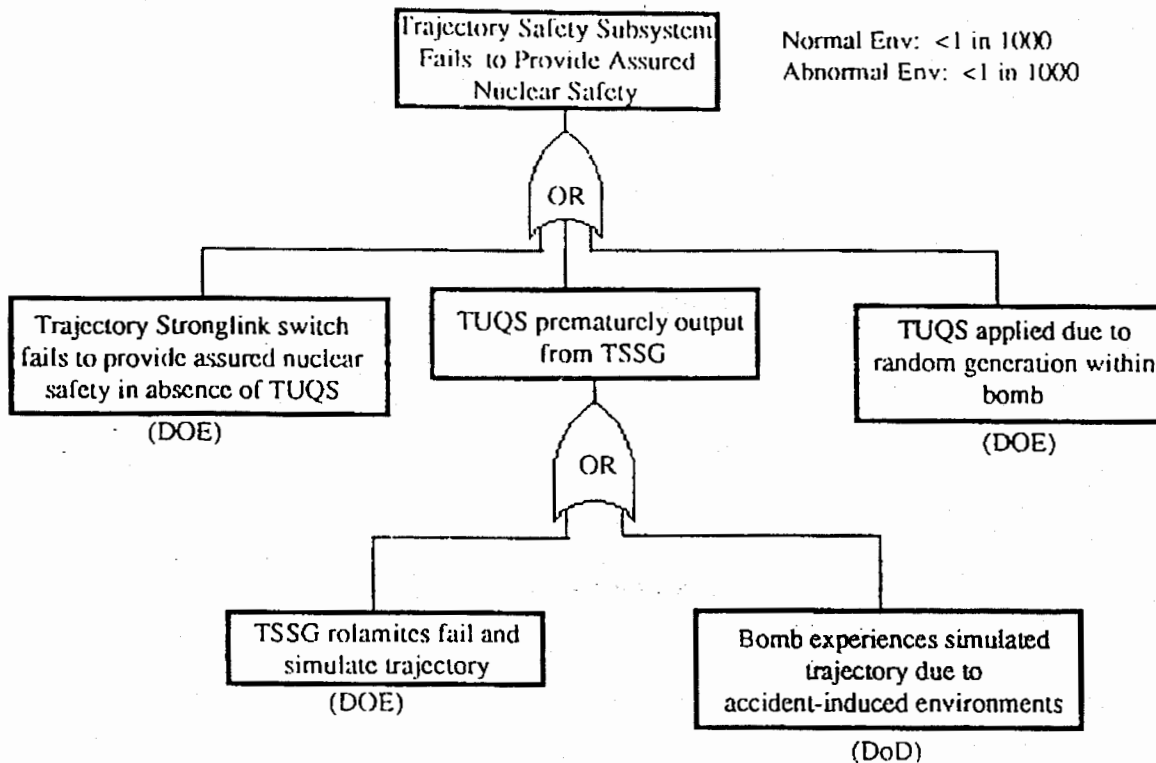 Trajectory Safety Subsystem
Fails to Provide Assured
Nuclear Safety
Normal Env: <1 in 1000
Abnormal Env: <1 in 1000
OR
Trajectory Stronglink switch
fails to provide assured nuclear
safety in absence of TUQS
(DOE)
TUQS prematurely output
from TSSG
TUQS applied due to
random generation within
bomb
(DOE)
OR
TSSG rolamites fail and
simulate trajectory
(DOE)
Bomb experiences simulated
trajectory due to
accident-induced environments
(DoD)